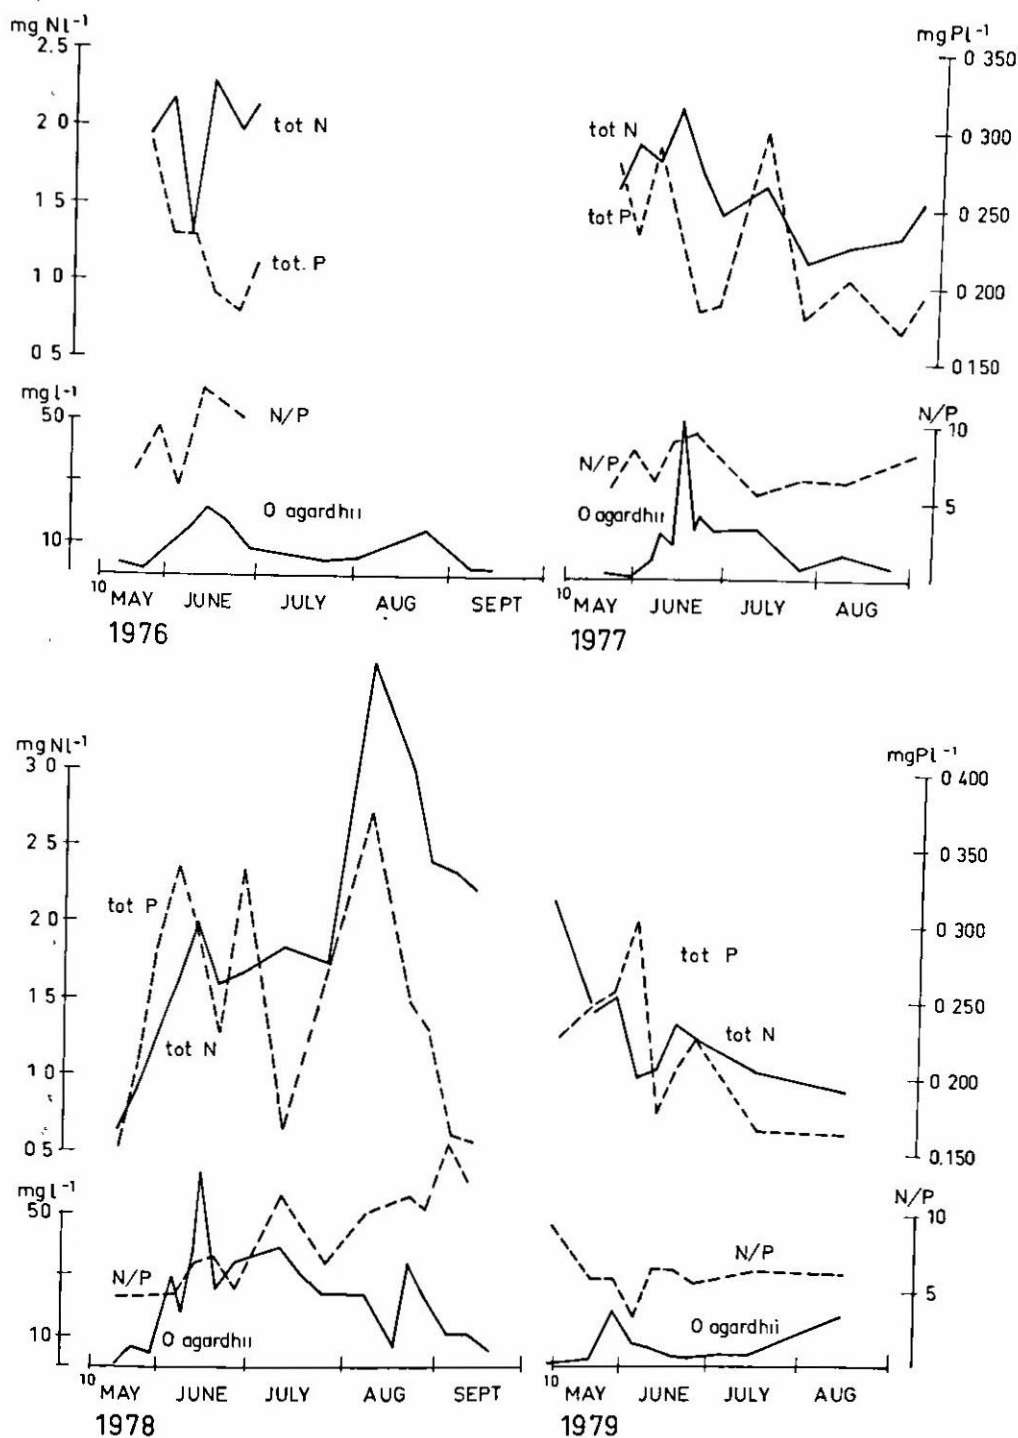 mg N l⁻¹
2.5
2 0
1 5
1 0
0 5
tot N
tot. P
mg l⁻¹
50
10
N/P
O agardhii
10
MAY JUNE JULY AUG SEPT
1976
mg P l⁻¹
0 350
0 300
0 250
0 200
0 150
tot N
tot P
N/P
10
5
N/P
O agardhii
10
MAY JUNE JULY AUG
1977
mg N l⁻¹
3 0
2 5
2 0
1 5
1 0
0 5
tot P
tot N
mg l⁻¹
50
10
N/P
O agardhii
10
MAY JUNE JULY AUG SEPT
1978
mg P l⁻¹
0 400
0 350
0 300
0 250
0 200
0.150
tot P
tot N
N/P
10
5
N/P
O agardhii
10
MAY JUNE JULY AUG
1979